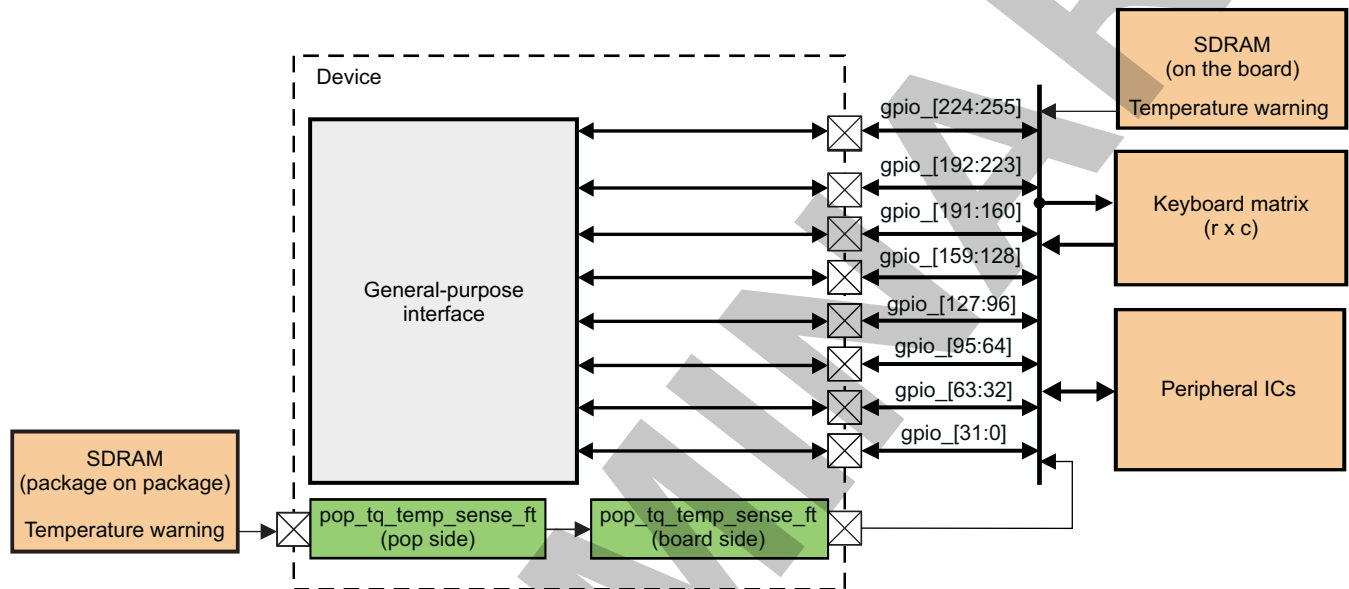 SDRAM
(on the board)
Temperature warning
Device
gpio_[224:255]
gpio_[192:223]
gpio_[191:160]
gpio_[159:128]
gpio_[127:96]
gpio_[95:64]
gpio_[63:32]
gpio_[31:0]
Keyboard matrix
(r x c)
General-purpose
interface
Peripheral ICs
SDRAM
(package on package)
Temperature warning
pop_tq_temp_sense_ft
(pop side)
pop_tq_temp_sense_ft
(board side)